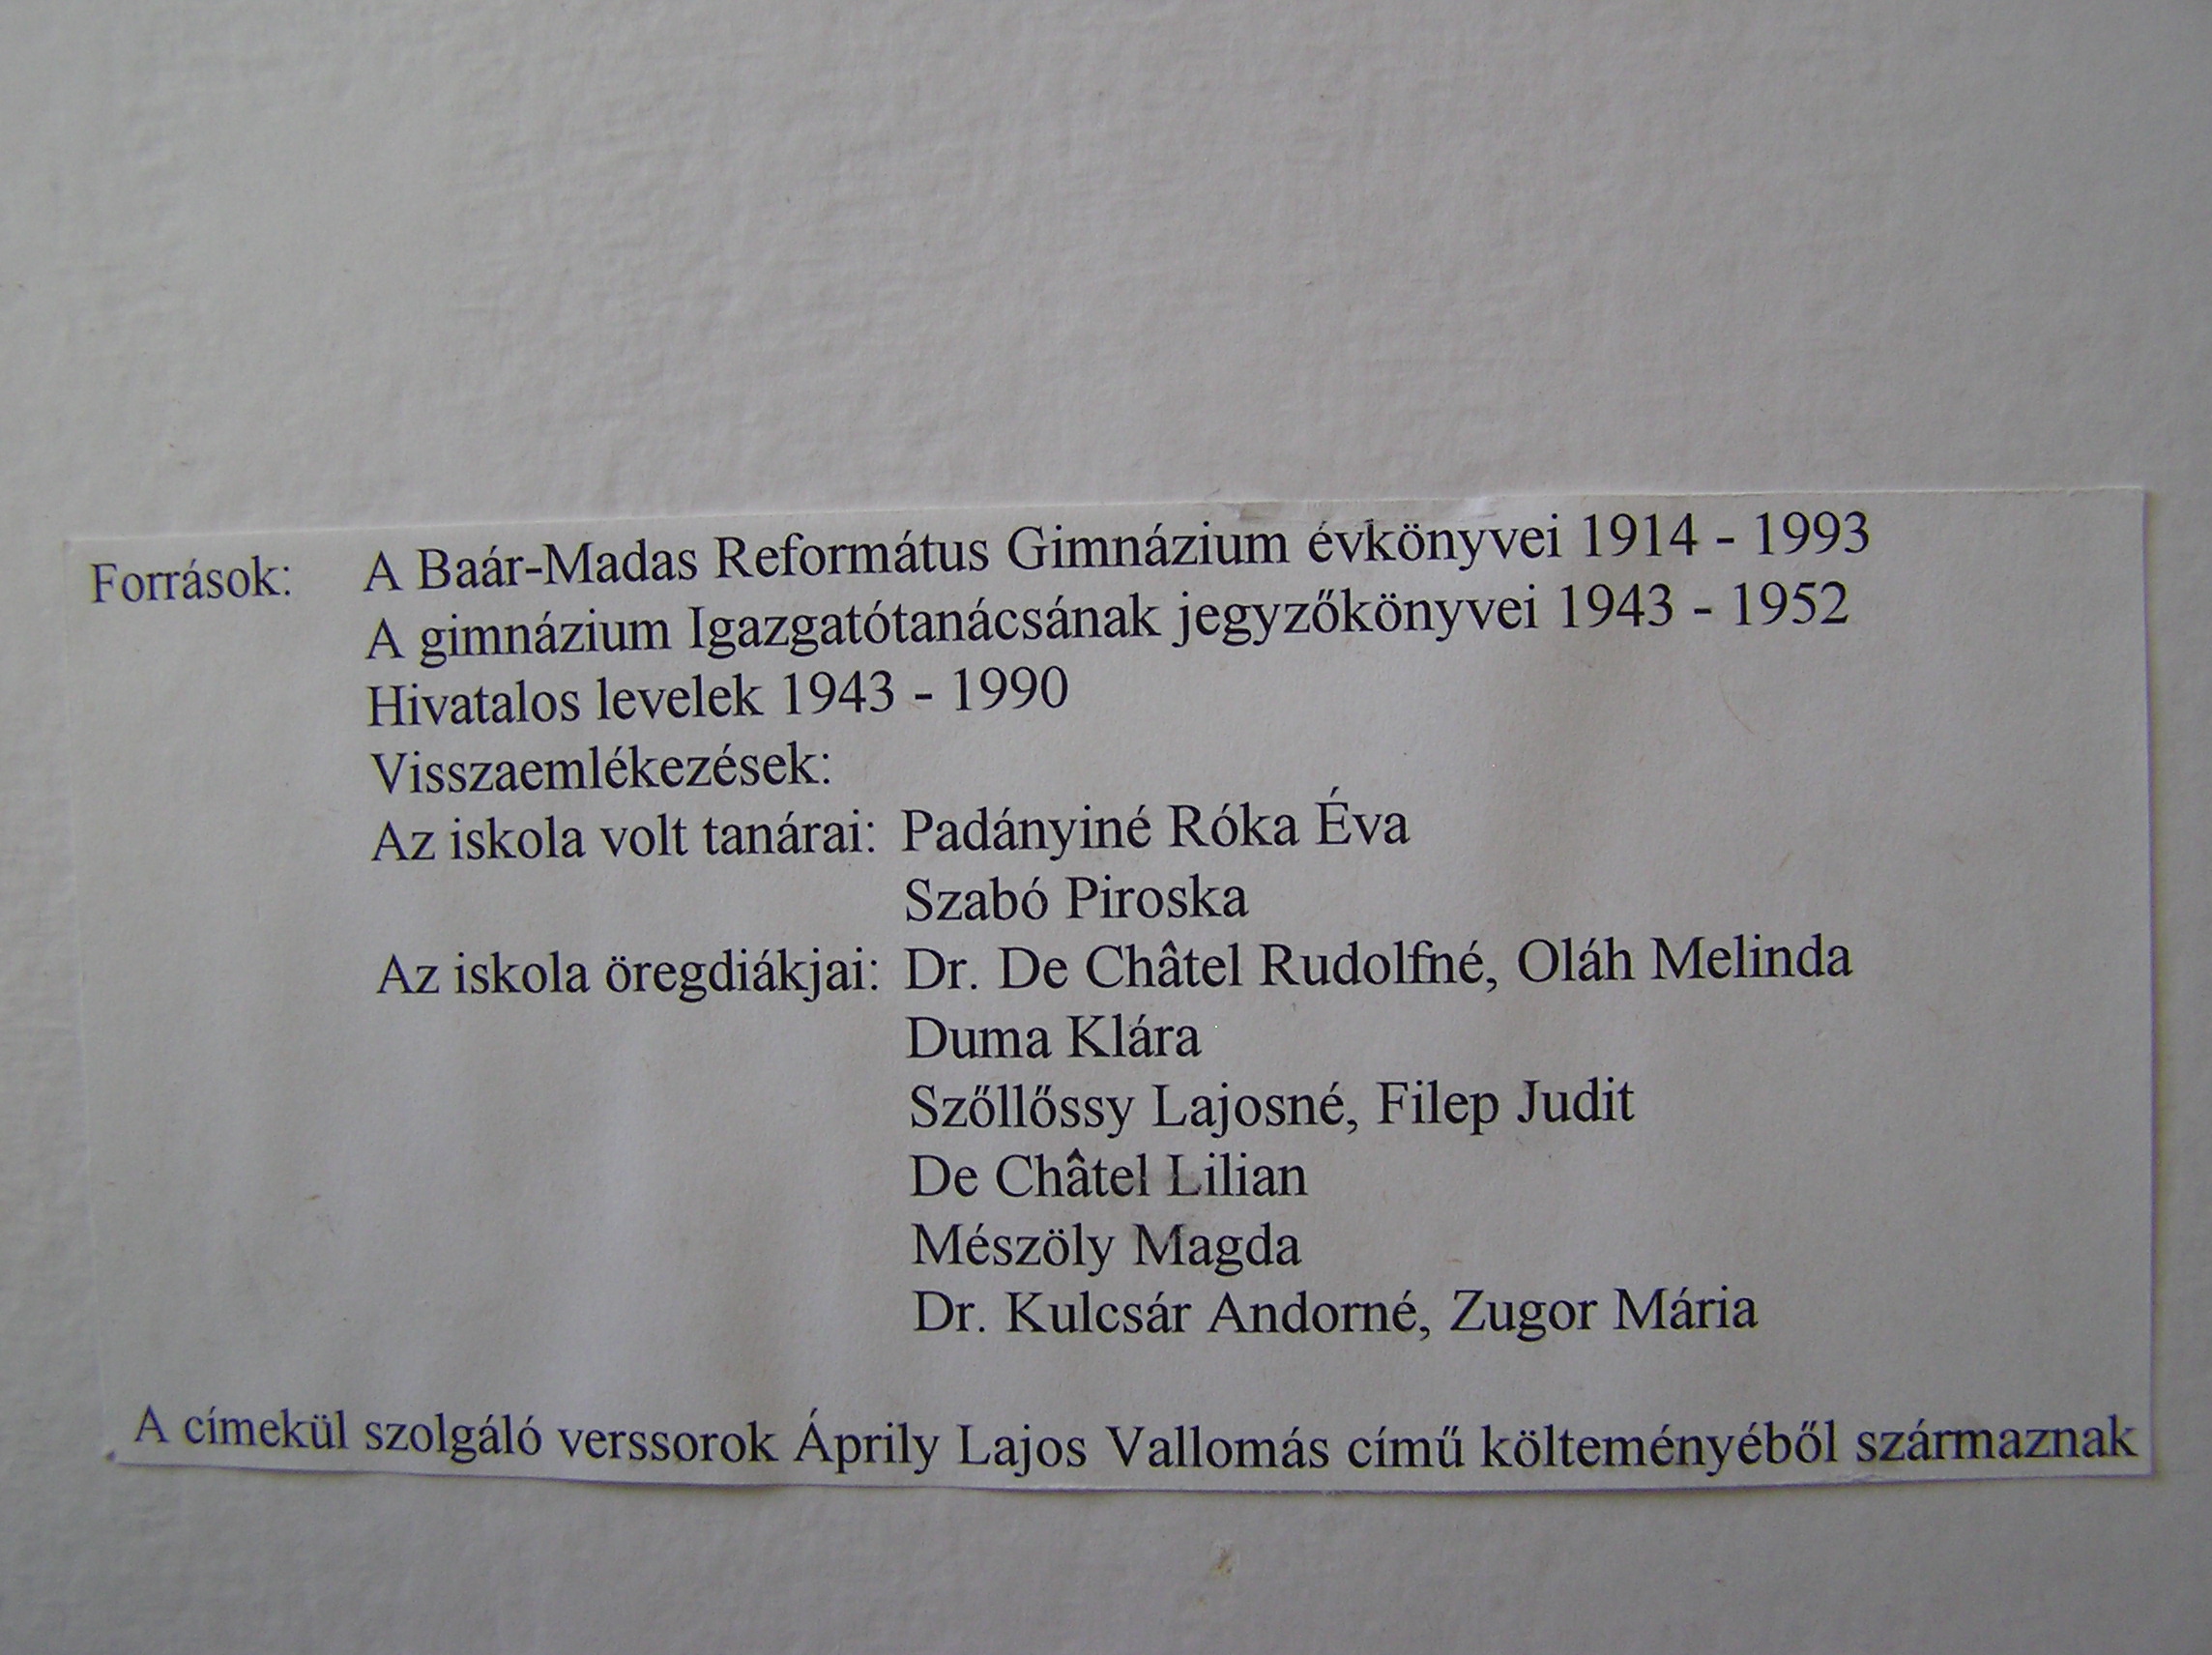 Források: A Baár-Madas Református Gimnázium évkönyvei 1914 - 1993
A gimnázium Igazgatótanácsának jegyzőkönyvei 1943 - 1952
Hivatalos levelek 1943 - 1990
Visszaemlékezések:
Az iskola volt tanárai: Padányiné Róka Éva
Szabó Piroska
Az iskola öregdiákjai: Dr. De Châtel Rudolfné, Oláh Melinda
Duma Klára
Szőllőssy Lajosné, Filep Judit
De Châtel Lilian
Mészöly Magda
Dr. Kulcsár Andorné, Zugor Mária
A címekül szolgáló verssorok Áprily Lajos Vallomás című költeményéből származnak